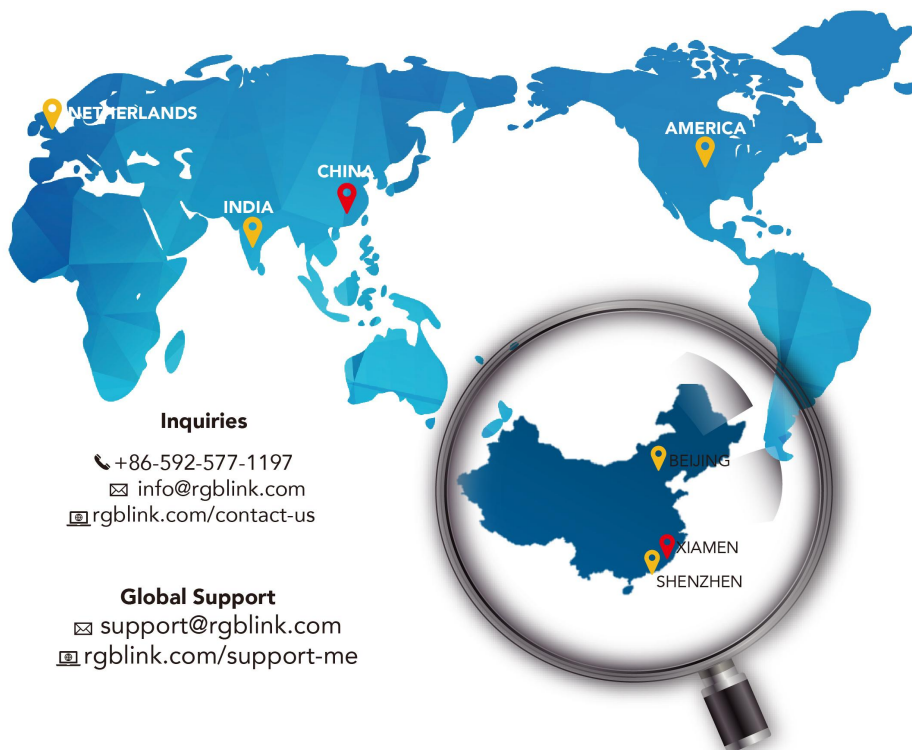 NETHERLANDS
AMERICA
CHINA
INDIA
Inquiries
+86-592-577-1197
info@rgblink.com
rgblink.com/contact-us
BEIJING
XIAMEN
SHENZHEN
Global Support
support@rgblink.com
rgblink.com/support-me